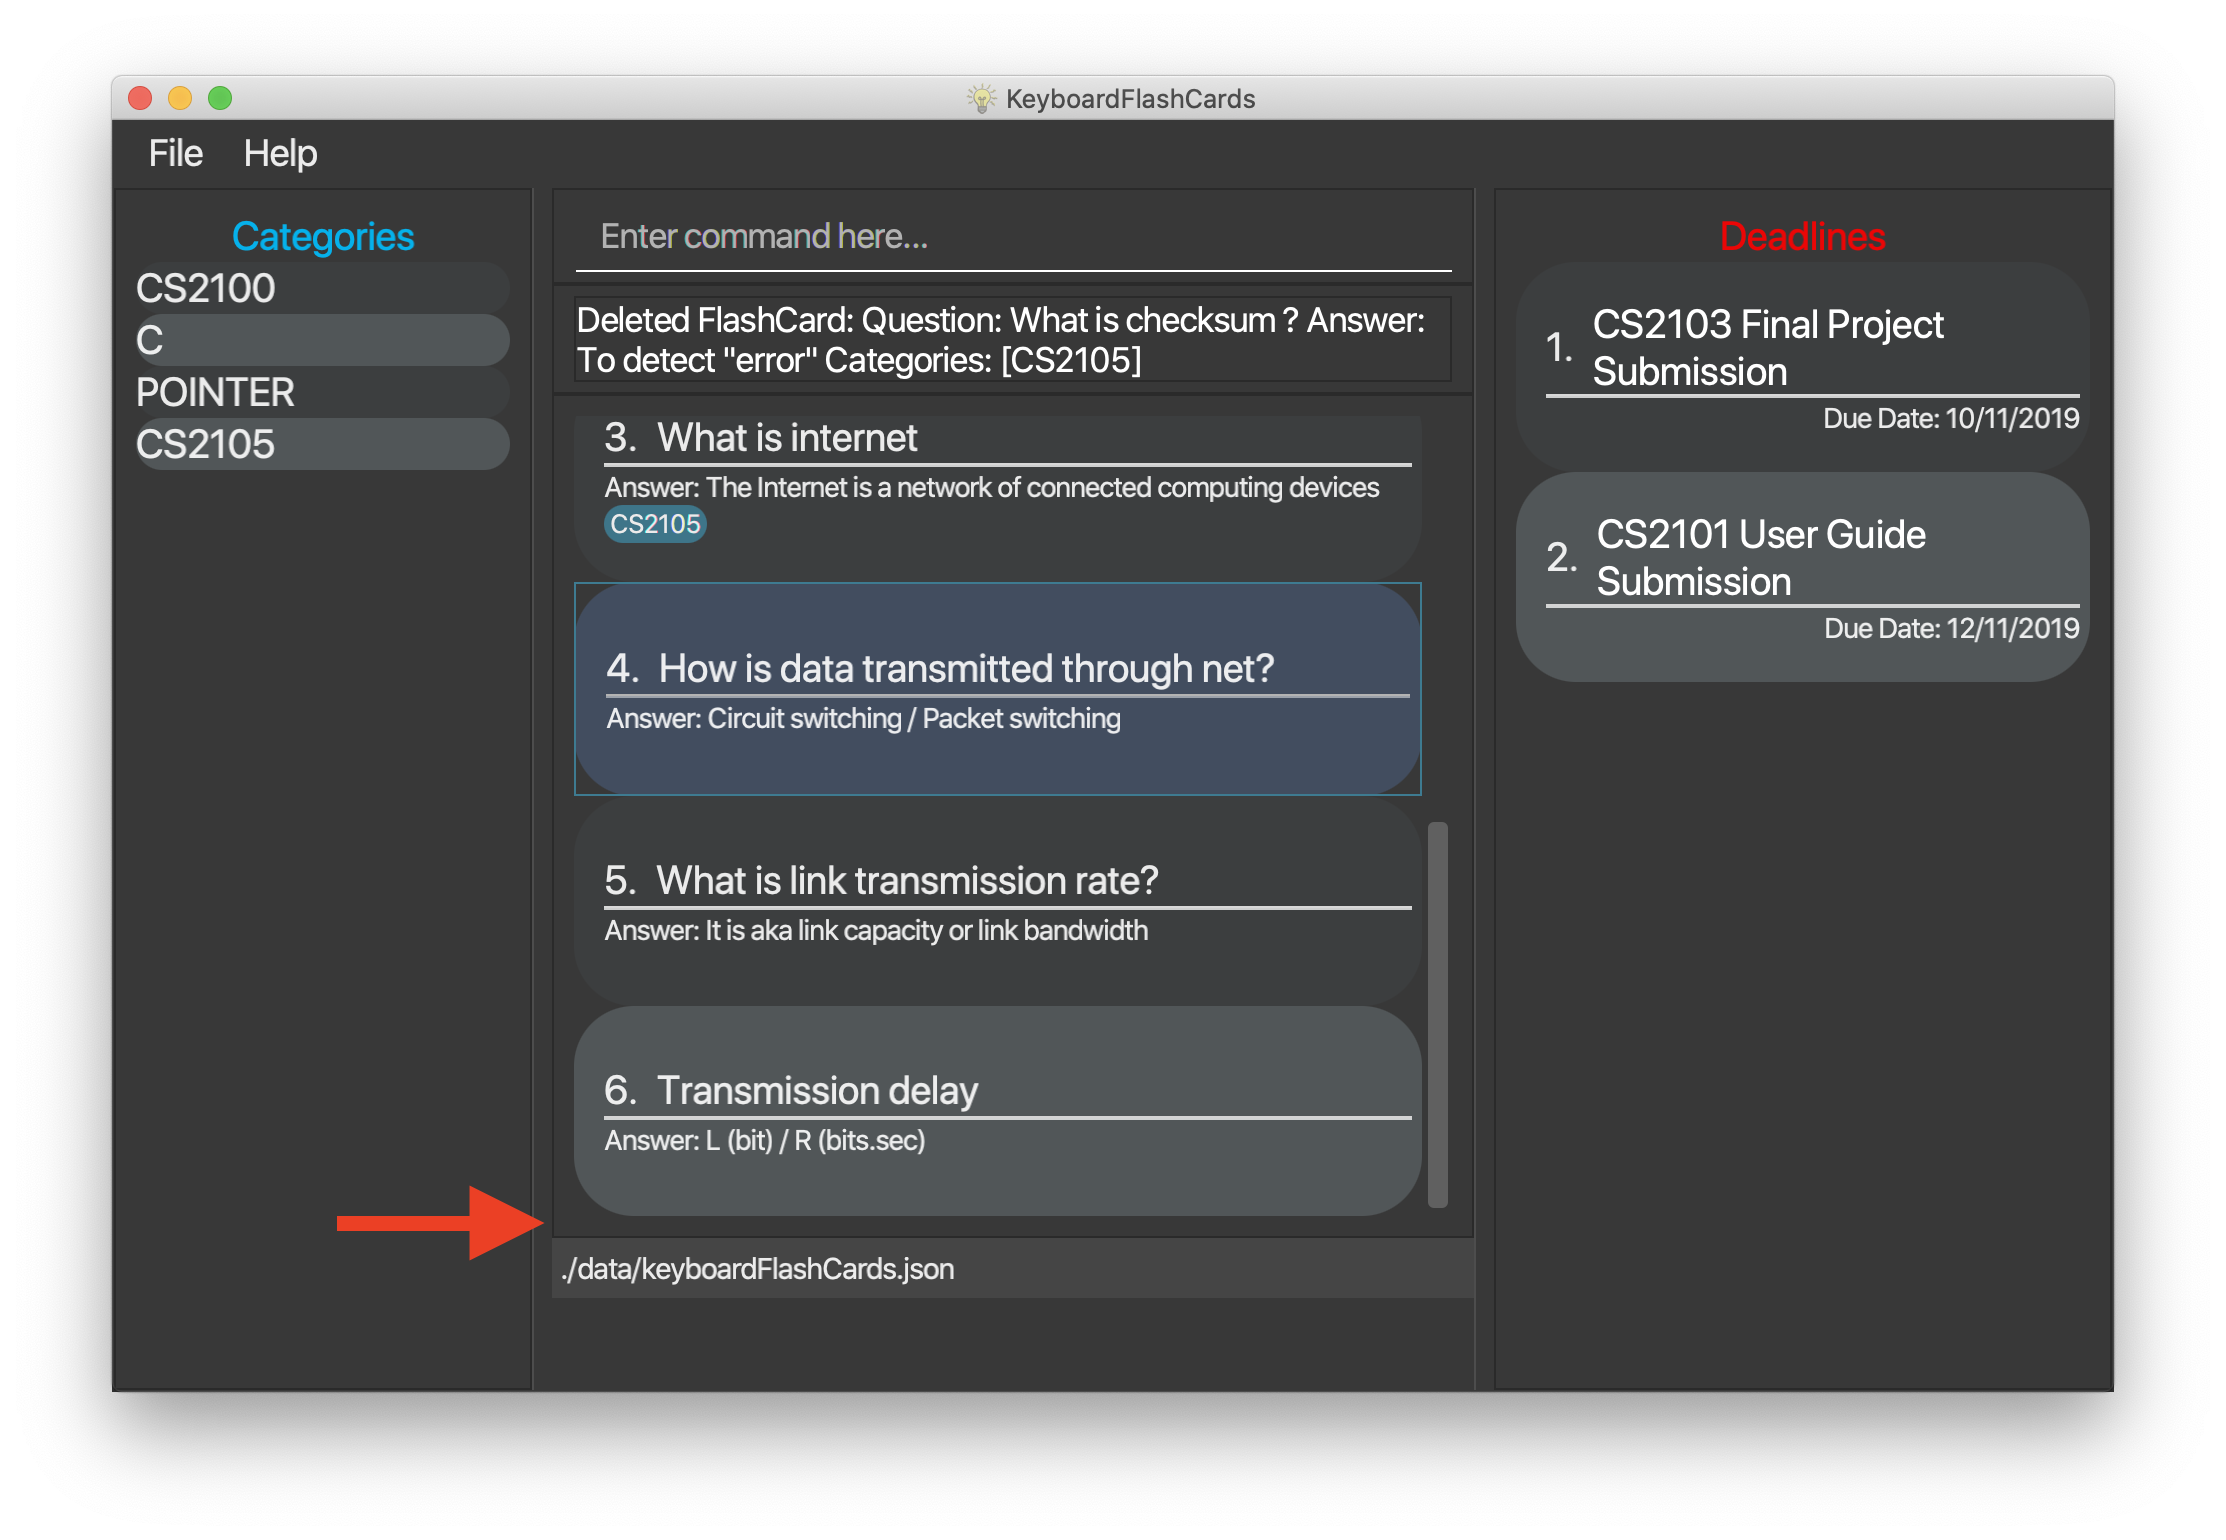 KeyboardFlashCards
File Help
Categories
CS2100
C
POINTER
CS2105
Enter command here...
Deleted FlashCard: Question: What is checksum ? Answer:
To detect "error" Categories: [CS2105]
3. What is internet
Answer: The Internet is a network of connected computing devices
CS2105
4. How is data transmitted through net?
Answer: Circuit switching / Packet switching
5. What is link transmission rate?
Answer: It is aka link capacity or link bandwidth
6. Transmission delay
Answer: L (bit) / R (bits.sec)
./data/keyboardFlashCards.json
Deadlines
1. CS2103 Final Project
Submission
Due Date: 10/11/2019
2. CS2101 User Guide
Submission
Due Date: 12/11/2019